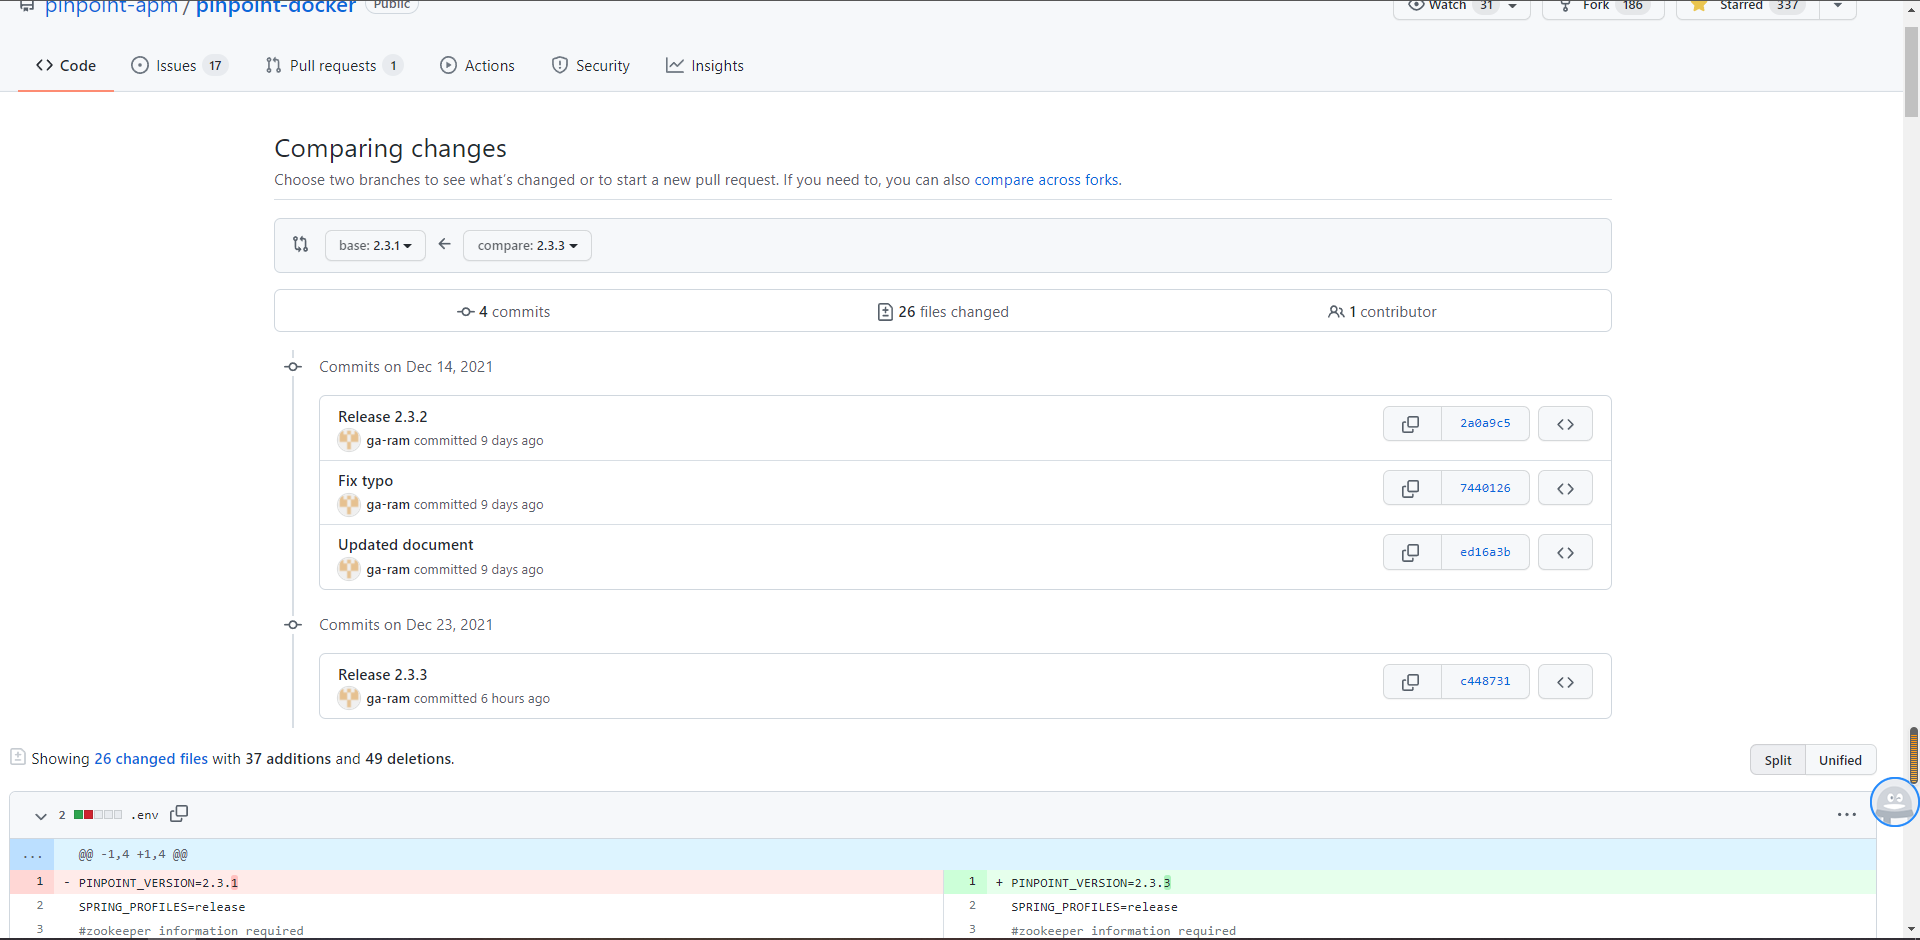 pinpoint-apm / pinpoint-docker Public
Watch 31 Fork 186 Starred 337
Code Issues 17 Pull requests 1 Actions Security Insights
Comparing changes
Choose two branches to see what's changed or to start a new pull request. If you need to, you can also compare across forks.
base: 2.3.1 compare: 2.3.3
4 commits 26 files changed 1 contributor
Commits on Dec 14, 2021
Release 2.3.2
ga-ram committed 9 days ago
2a0a9c5
Fix typo
ga-ram committed 9 days ago
7440126
Updated document
ga-ram committed 9 days ago
ed16a3b
Commits on Dec 23, 2021
Release 2.3.3
ga-ram committed 6 hours ago
c448731
Showing 26 changed files with 37 additions and 49 deletions.
Split Unified
2 .env
... @@ -1,4 +1,4 @@
1 - PINPOINT_VERSION=2.3.1
1 + PINPOINT_VERSION=2.3.3
2 SPRING_PROFILES=release
2 SPRING_PROFILES=release
3 #zookeeper information required
3 #zookeeper information required